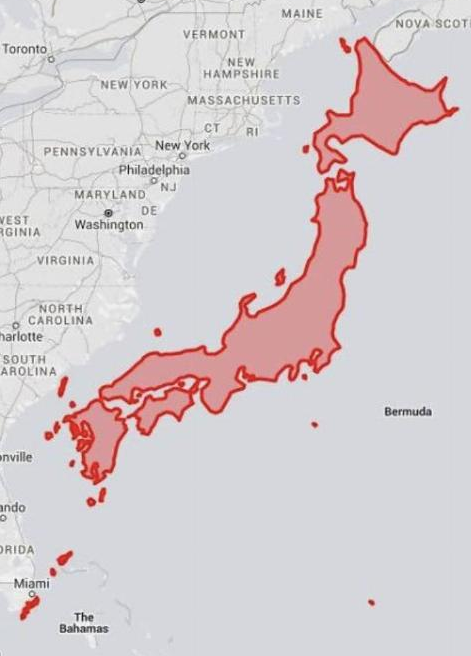 MAINE
NOVA SCOT
VERMONT
Toronto
NEW
HAMPSHIRE
NEW YORK
MASSACHUSETTS
CT
RI
PENNSYLVANIA
New York
Philadelphia
NJ
MARYLAND
DE
WEST
RGINIA
Washington
VIRGINIA
NORTH
CAROLINA
harlotte
SOUTH
AROLINA
Bermuda
onville
ando
ORIDA
Miami
The
Bahamas